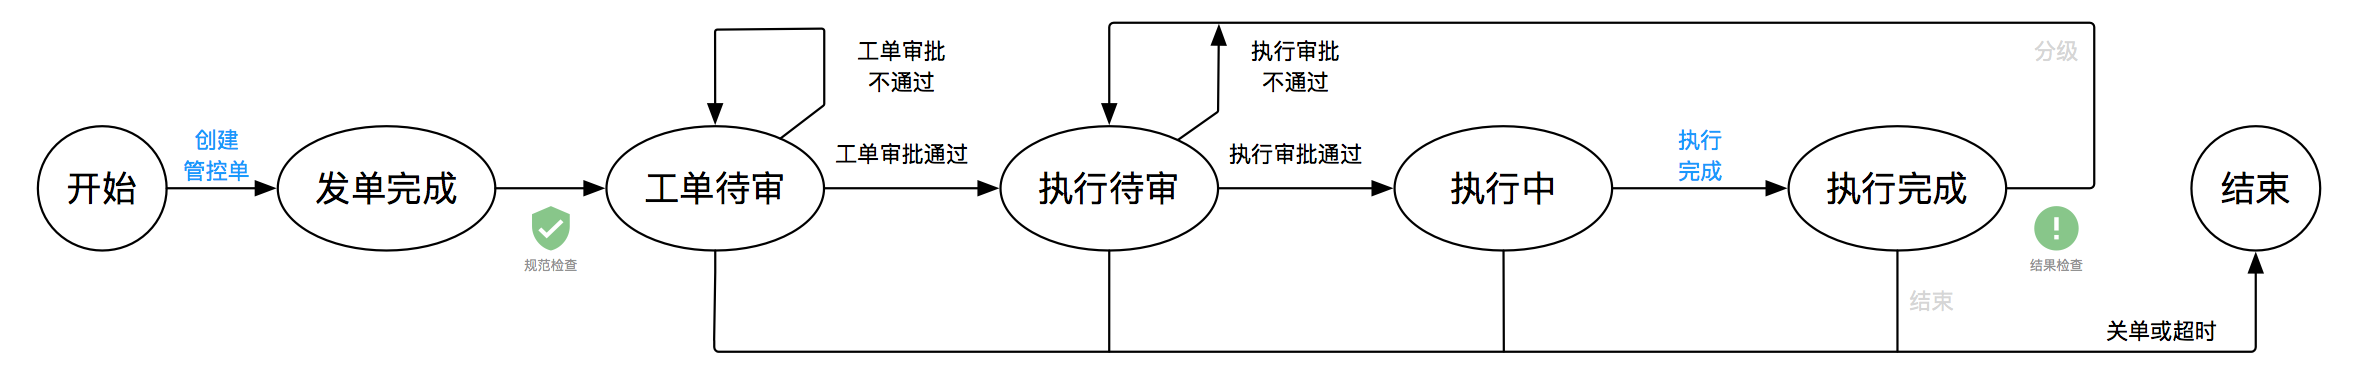 工单审批
不通过
执行审批
不通过
分级
创建
管控单
工单审批通过
执行审批通过
执行
完成
开始
发单完成
工单待审
执行待审
执行中
执行完成
结束
规范检查
结果检查
结束
关单或超时